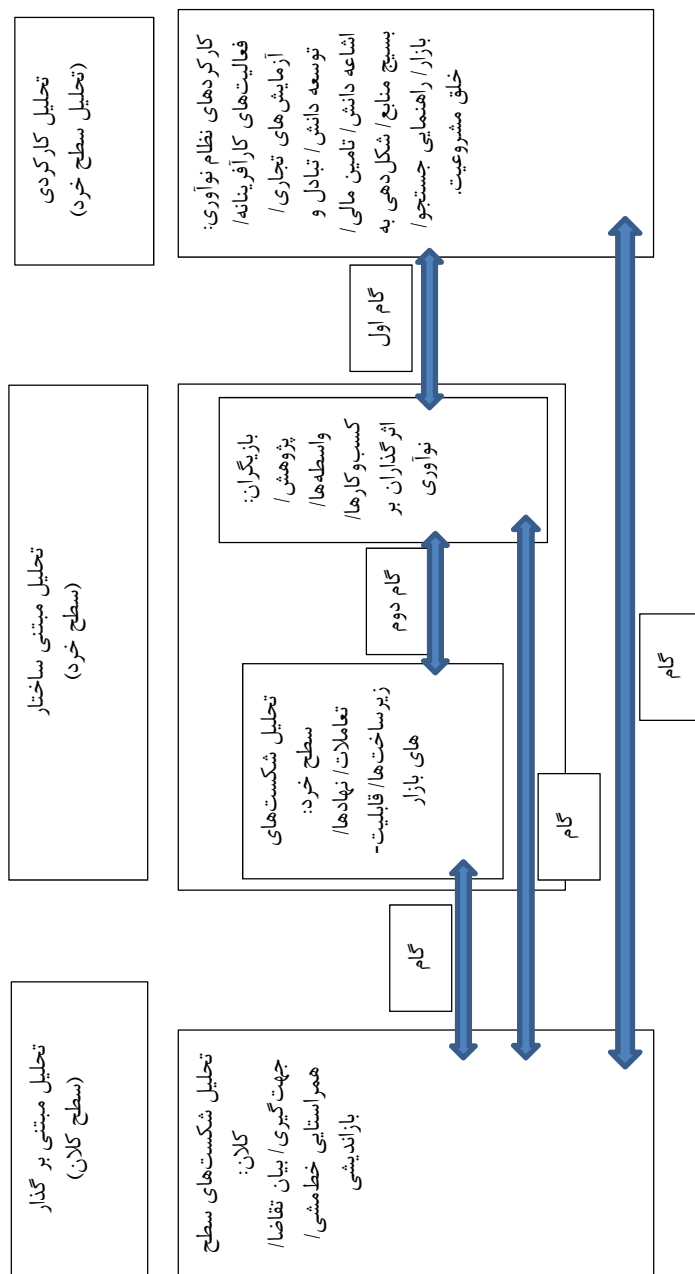 تحلیل کارکردی
(تحلیل سطح خرد)
کارکردهای نظام نوآوری:
فعالیت‌های کارآفرینانه/
آزمایش‌های تجاری/
توسعه دانش/ تبادل و
اشاعه دانش/ تامین مالی/
بسیج منابع/ شکل‌دهی به
بازار/ راهنمایی جستجو/
خلق مشروعیت.
گام اول
تحلیل مبتنی ساختار
(سطح خرد)
بازیگران:
پژوهش/
واسطه‌ها/
کسب‌وکارها/
اثرگذاران بر
نوآوری
گام دوم
تحلیل شکست‌های
سطح خرد:
تعاملات/ نهادها/
زیرساخت‌ها/ قابلیت-
های بازار
گام
گام
گام
تحلیل مبتنی بر گذار
(سطح کلان)
تحلیل شکست‌های سطح
کلان:
جهت‌گیری/ بیان تقاضا/
همراستایی خط‌مشی/
بازاندیشی